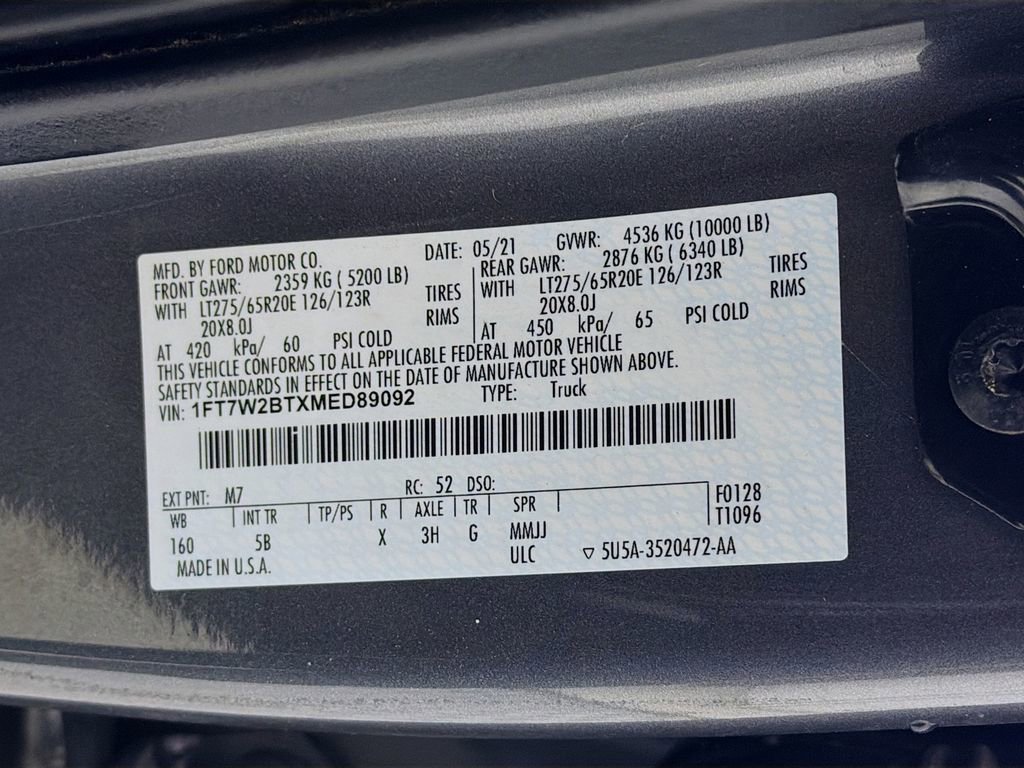 MFD. BY FORD MOTOR CO. DATE: 05/21 GVWR: 4536 KG (10000 LB)
FRONT GAWR: 2359 KG ( 5200 LB) REAR GAWR: 2876 KG ( 6340 LB)
WITH LT275/65R20E 126/123R TIRES WITH LT275/65R20E 126/123R TIRES
20X8.0J RIMS 20X8.0J RIMS
AT 420 kPa/ 60 PSI COLD AT 450 kPa/ 65 PSI COLD
THIS VEHICLE CONFORMS TO ALL APPLICABLE FEDERAL MOTOR VEHICLE
SAFETY STANDARDS IN EFFECT ON THE DATE OF MANUFACTURE SHOWN ABOVE.
VIN: 1FT7W2BTXMED89092 TYPE: Truck
EXT PNT: M7 RC: 52 DSO:
WB INT TR TP/PS R AXLE TR SPR F0128
160 5B X 3H G MMJJ T1096
ULC
MADE IN U.S.A. ▽ 5U5A-3520472-AA